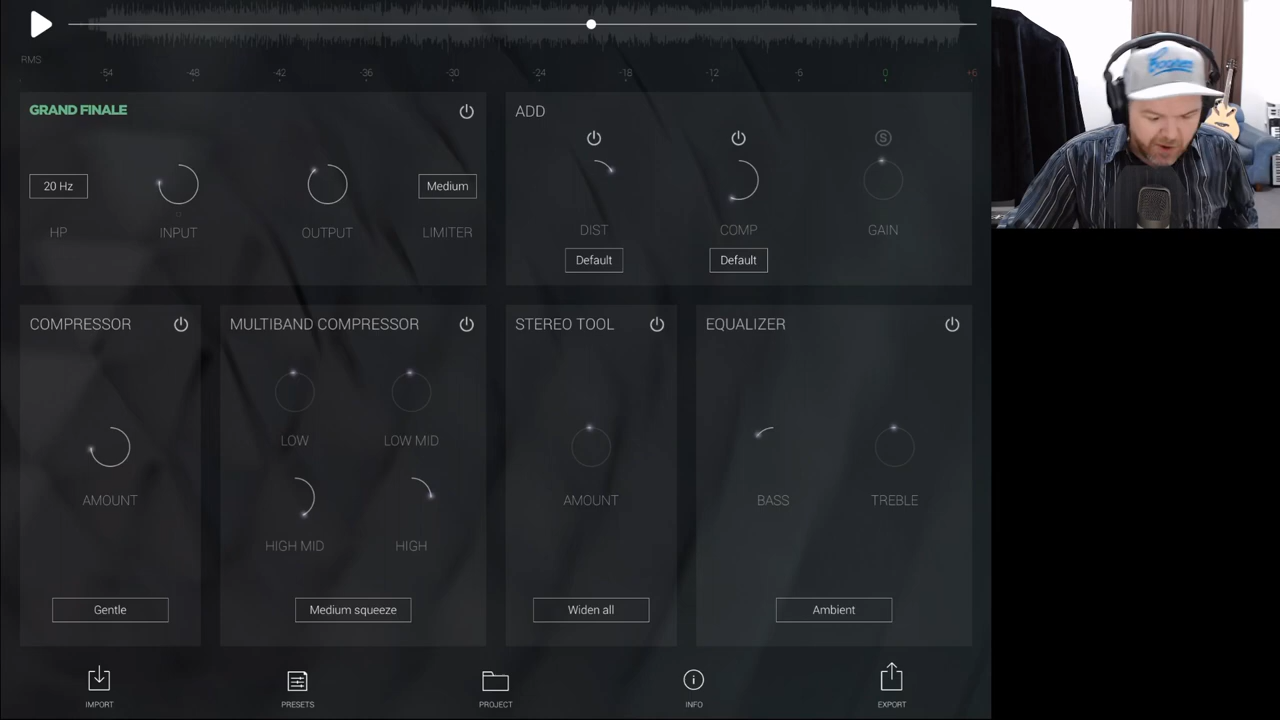 RMS
-54 -48 -42 -36 -30 -24 -18 -12 -6 0 +6
GRAND FINALE
20 Hz
HP
INPUT
OUTPUT
Medium
LIMITER
ADD
DIST
Default
COMP
Default
S
GAIN
COMPRESSOR
AMOUNT
Gentle
MULTIBAND COMPRESSOR
LOW
LOW MID
HIGH MID
HIGH
Medium squeeze
STEREO TOOL
AMOUNT
Widen all
EQUALIZER
BASS
TREBLE
Ambient
IMPORT
PRESETS
PROJECT
INFO
EXPORT